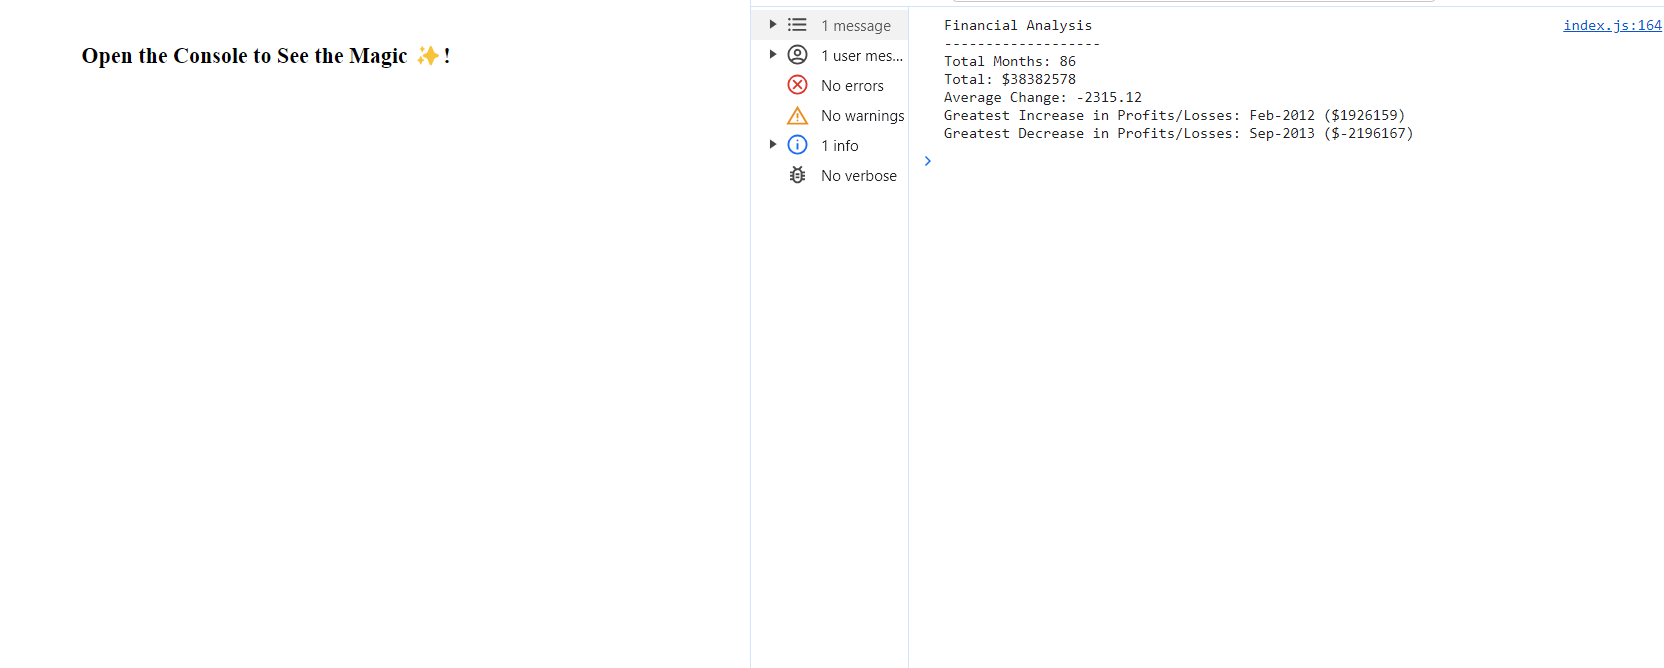 Open the Console to See the Magic ✨!
1 message
1 user mes...
No errors
No warnings
1 info
No verbose
Financial Analysis
index.js:164
-------------------
Total Months: 86
Total: $38382578
Average Change: -2315.12
Greatest Increase in Profits/Losses: Feb-2012 ($1926159)
Greatest Decrease in Profits/Losses: Sep-2013 ($-2196167)